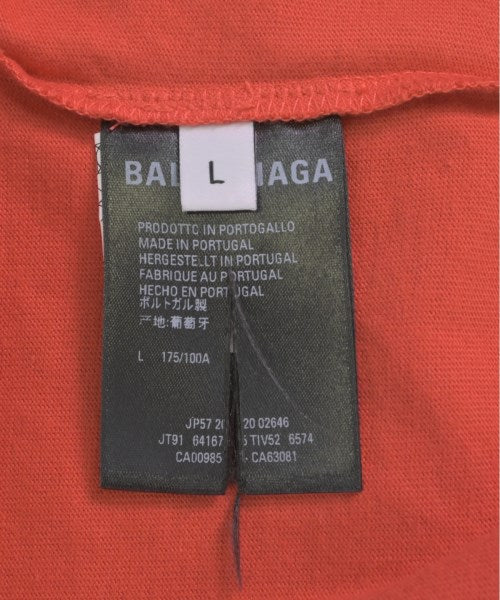 L
BAL IAGA
PRODOTTO IN PORTOGALLO
MADE IN PORTUGAL
HERGESTELLT IN PORTUGAL
FABRIQUE AU PORTUGAL
HECHO EN PORTUGAL
ポルトガル製
产地:葡萄牙
L 175/100A
JP57 20 20 02646
JT91 64167 5 TIV52 6574
CA00985 - CA63081